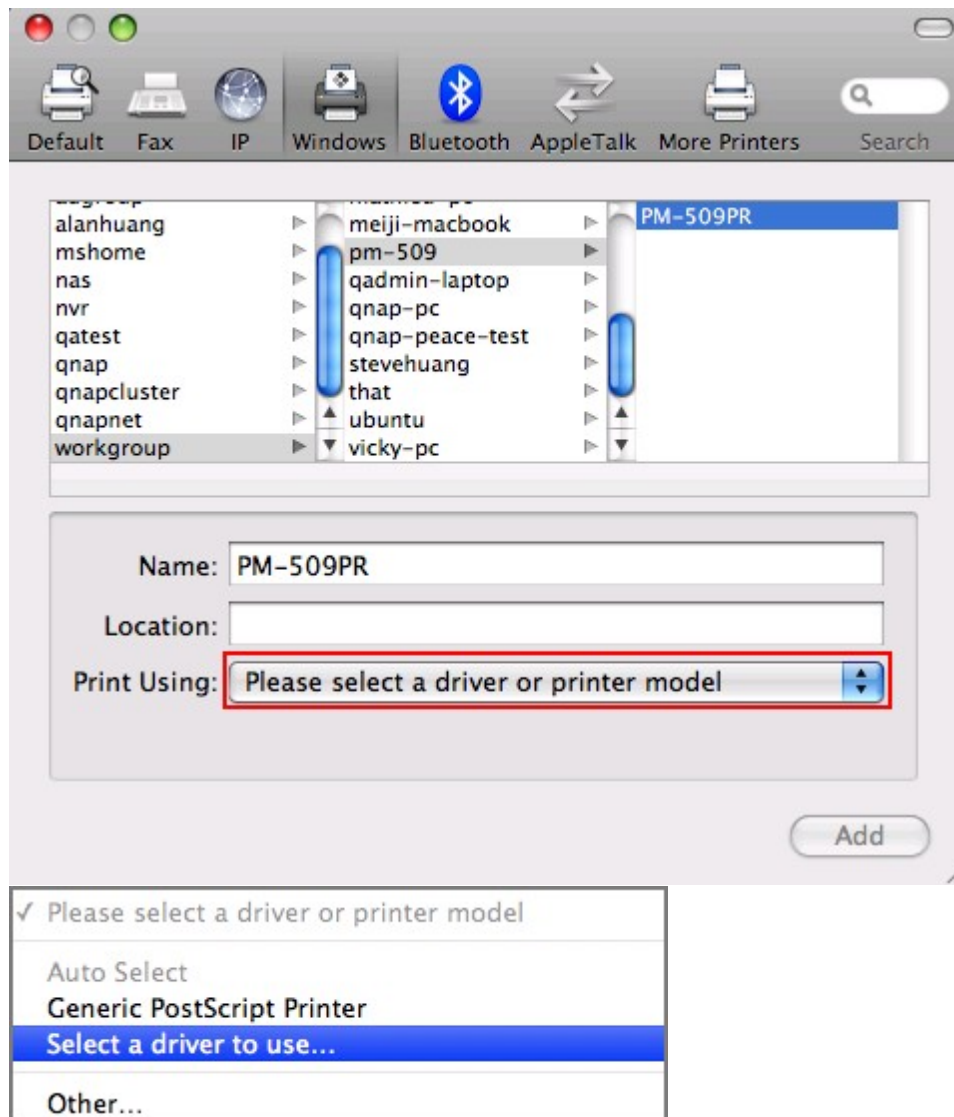 Default Fax IP Windows Bluetooth AppleTalk More Printers Search
alanhuang
mshome
nas
nvr
qatest
qnap
qnapcluster
qnapnet
workgroup
meiji-macbook
pm-509
qadmin-laptop
qnap-pc
qnap-peace-test
stevehuang
that
ubuntu
vicky-pc
PM-509PR
Name: PM-509PR
Location:
Print Using: Please select a driver or printer model
Add
✓ Please select a driver or printer model
Auto Select
Generic PostScript Printer
Select a driver to use...
Other...